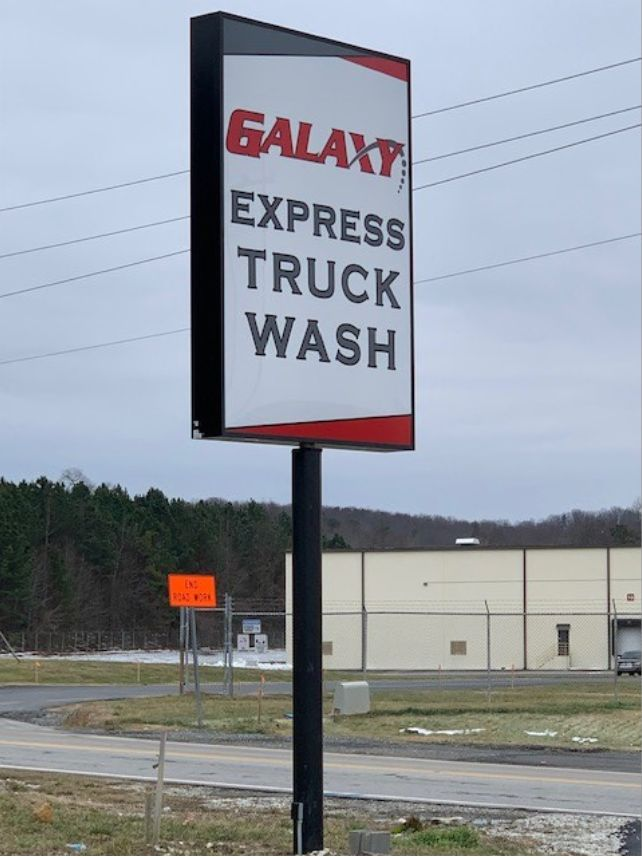 GALAXY
EXPRESS
TRUCK
WASH
END
ROAD WORK